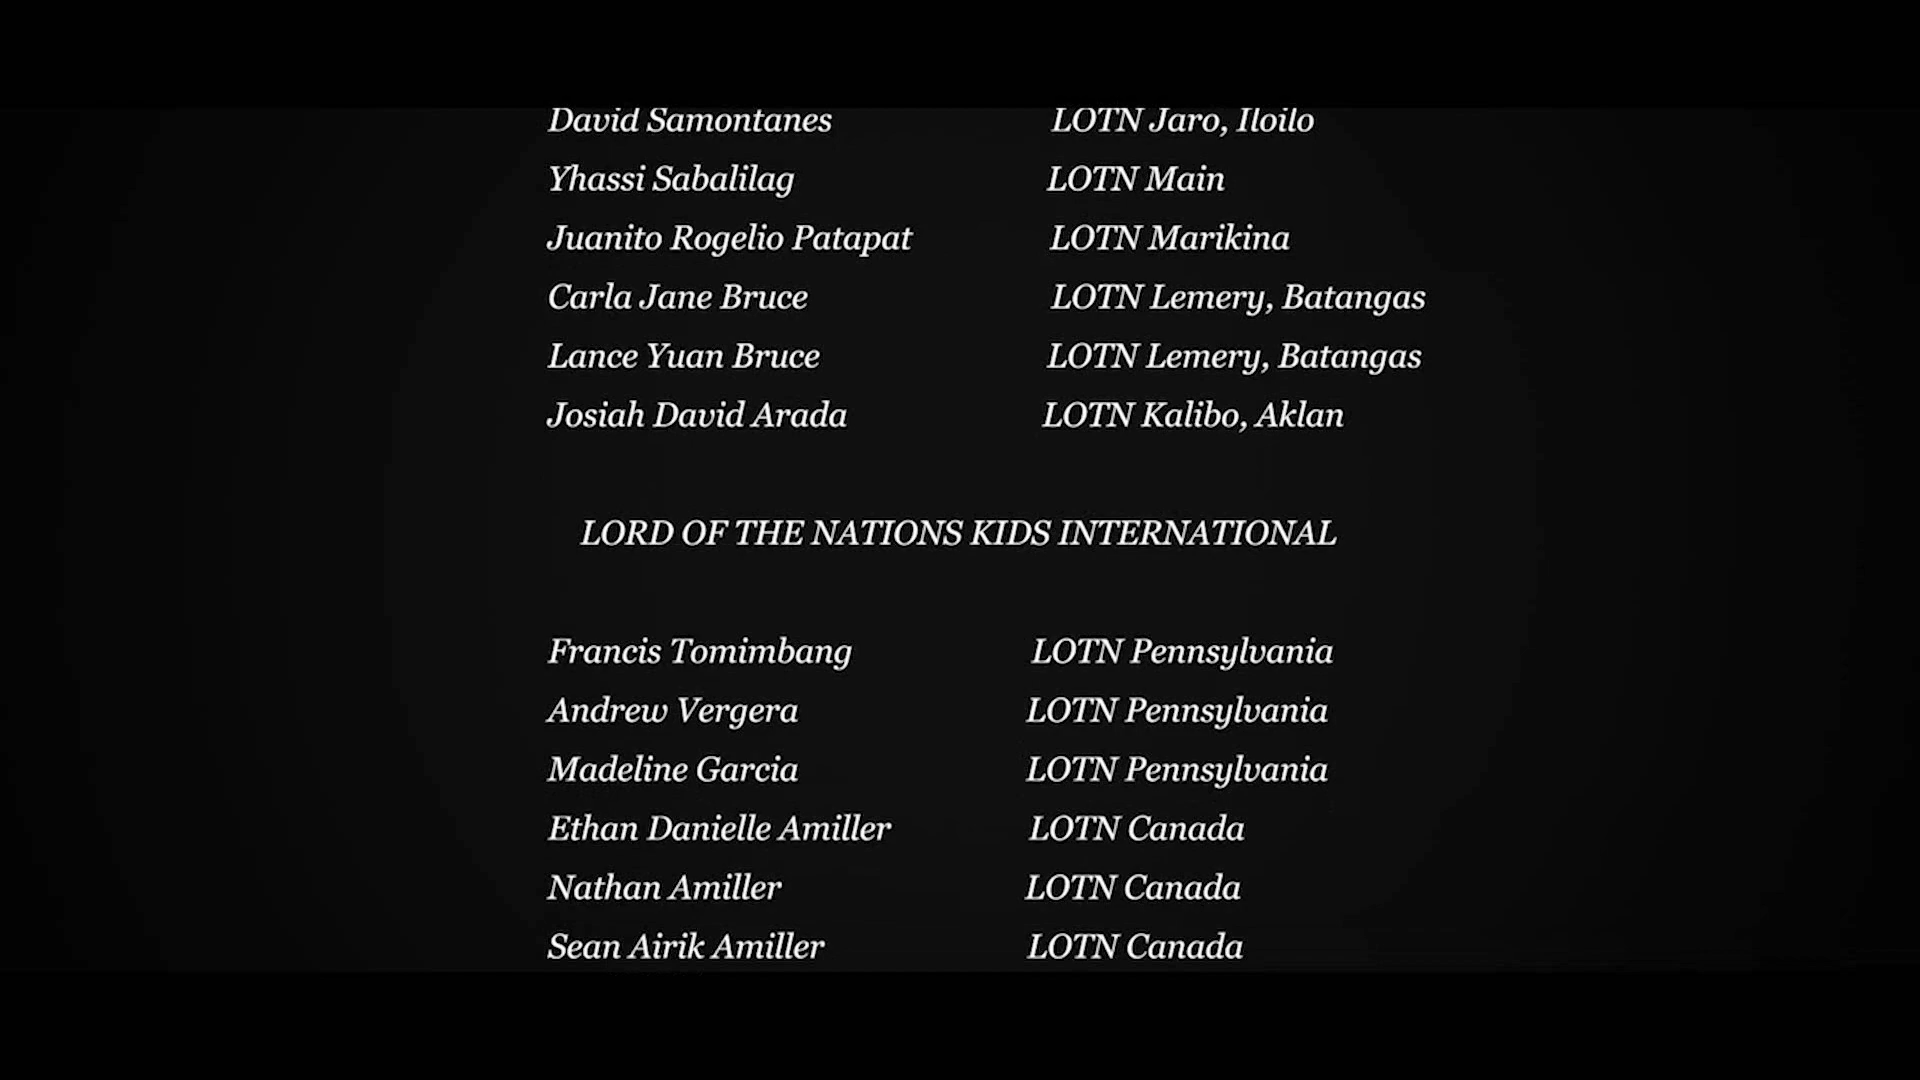 David Samontanes LOTN Jaro, Iloilo
Yhassi Sabalilag LOTN Main
Juanito Rogelio Patapat LOTN Marikina
Carla Jane Bruce LOTN Lemery, Batangas
Lance Yuan Bruce LOTN Lemery, Batangas
Josiah David Arada LOTN Kalibo, Aklan
LORD OF THE NATIONS KIDS INTERNATIONAL
Francis Tomimbang LOTN Pennsylvania
Andrew Vergera LOTN Pennsylvania
Madeline Garcia LOTN Pennsylvania
Ethan Danielle Amiller LOTN Canada
Nathan Amiller LOTN Canada
Sean Airik Amiller LOTN Canada